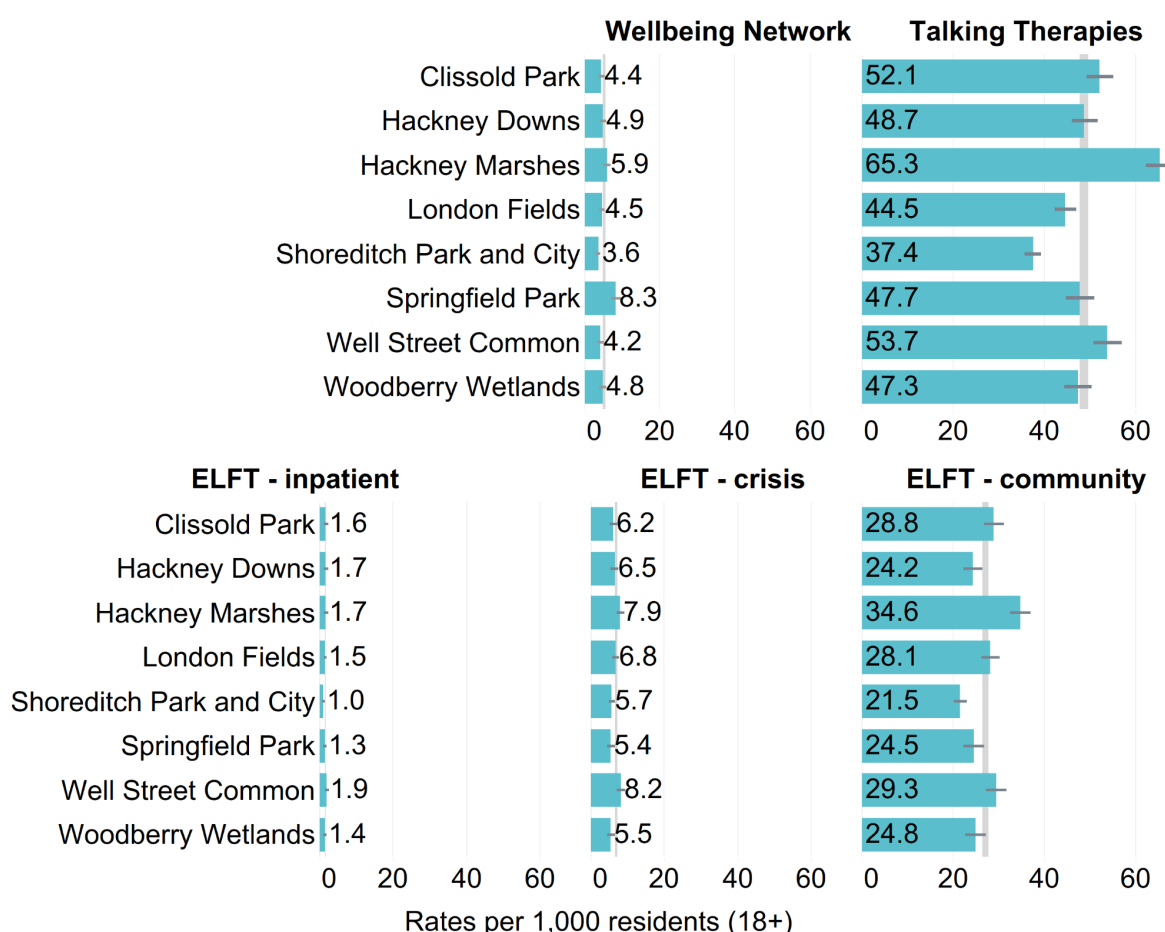 Wellbeing Network Talking Therapies
Clissold Park 4.4 52.1
Hackney Downs 4.9 48.7
Hackney Marshes 5.9 65.3
London Fields 4.5 44.5
Shoreditch Park and City 3.6 37.4
Springfield Park 8.3 47.7
Well Street Common 4.2 53.7
Woodberry Wetlands 4.8 47.3
0 20 40 60 0 20 40 60
ELFT - inpatient ELFT - crisis ELFT - community
Clissold Park 1.6 6.2 28.8
Hackney Downs 1.7 6.5 24.2
Hackney Marshes 1.7 7.9 34.6
London Fields 1.5 6.8 28.1
Shoreditch Park and City 1.0 5.7 21.5
Springfield Park 1.3 5.4 24.5
Well Street Common 1.9 8.2 29.3
Woodberry Wetlands 1.4 5.5 24.8
0 20 40 60 0 20 40 60 0 20 40 60
Rates per 1,000 residents (18+)